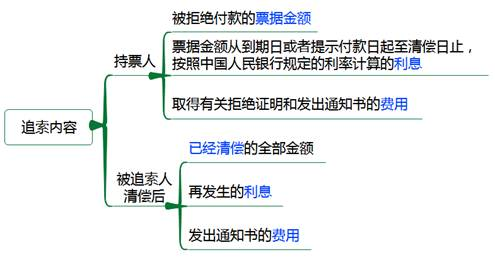 被拒绝付款的票据金额
票据金额从到期日或者提示付款日起至清偿日止，
按照中国人民银行规定的利率计算的利息
持票人
取得有关拒绝证明和发出通知书的费用
追索内容
已经清偿的全部金额
被追索人
清偿后
再发生的利息
发出通知书的费用